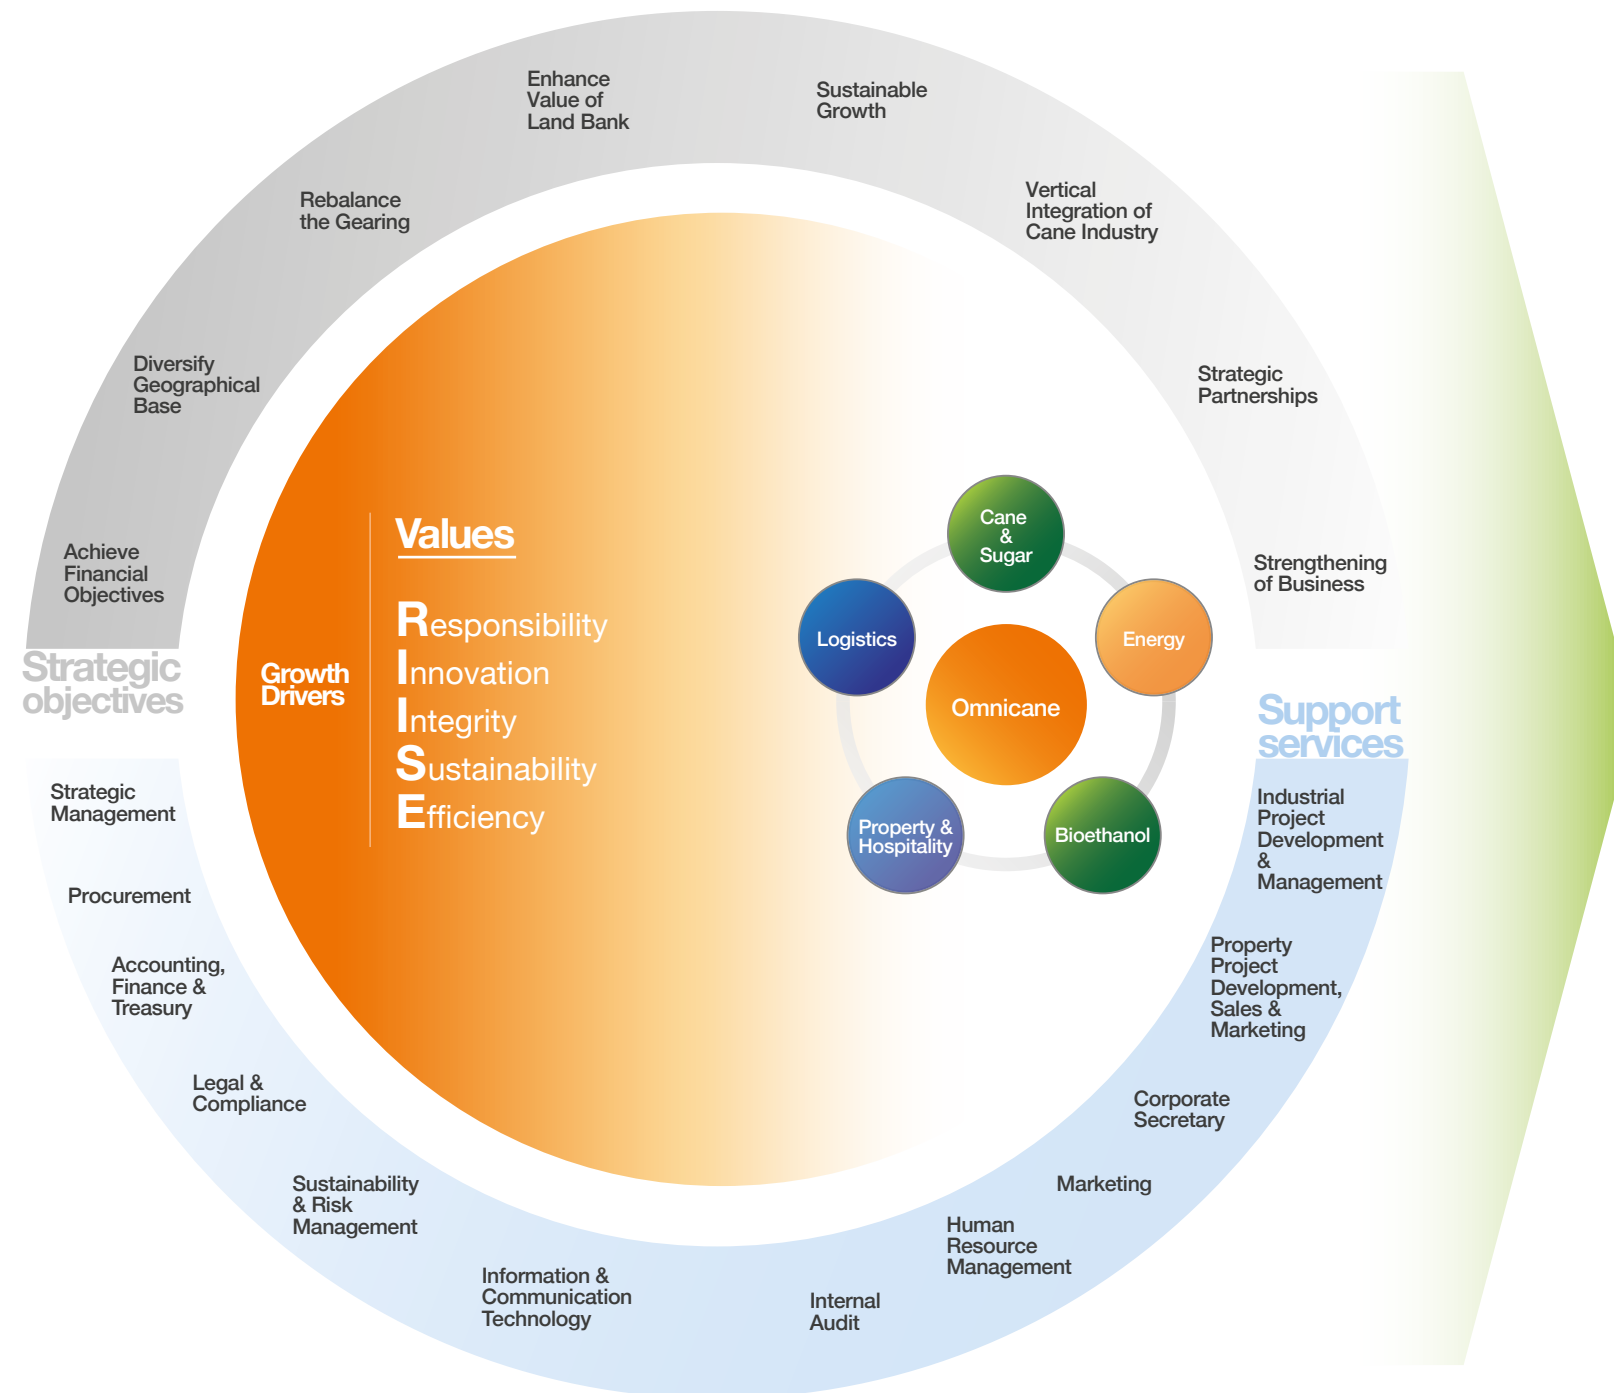 Strategic
objectives
Achieve
Financial
Objectives
Diversify
Geographical
Base
Rebalance
the Gearing
Enhance
Value of
Land Bank
Sustainable
Growth
Vertical
Integration of
Cane Industry
Strategic
Partnerships
Strengthening
of Business
Growth
Drivers
Values
Responsibility
Innovation
Integrity
Sustainability
Efficiency
Cane
&
Sugar
Logistics
Energy
Omnicane
Property &
Hospitality
Bioethanol
Support
services
Strategic
Management
Procurement
Accounting,
Finance &
Treasury
Legal &
Compliance
Sustainability
& Risk
Management
Information &
Communication
Technology
Internal
Audit
Human
Resource
Management
Marketing
Corporate
Secretary
Property
Project
Development,
Sales &
Marketing
Industrial
Project
Development
&
Management